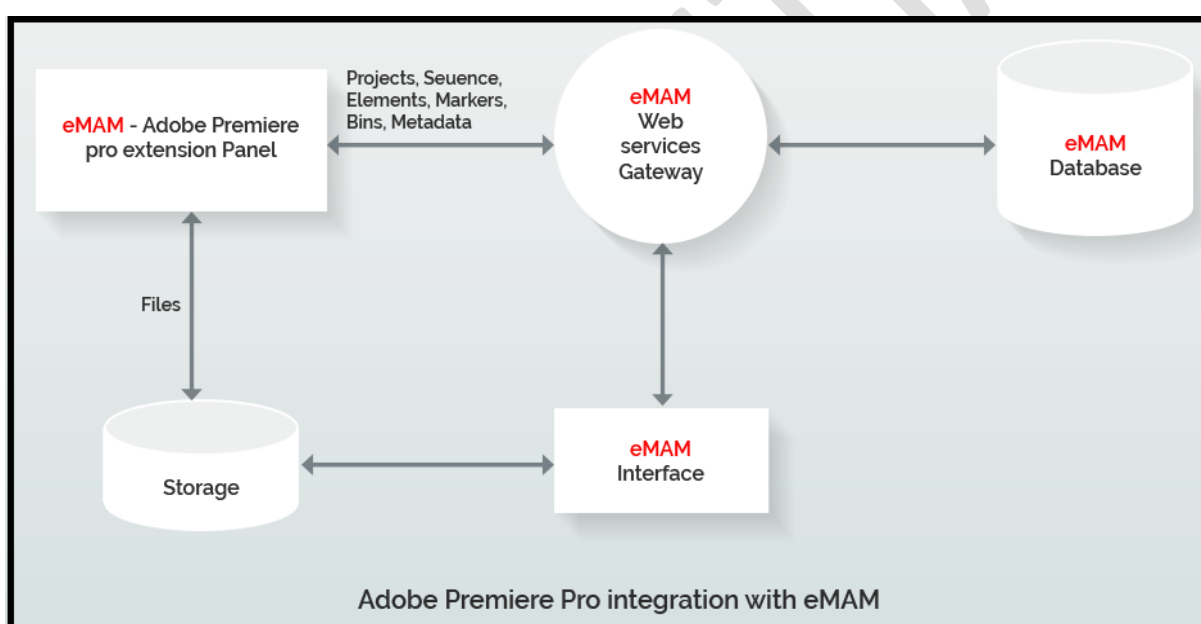 eMAM - Adobe Premiere
pro extension Panel
Projects, Seuence,
Elements, Markers,
Bins, Metadata
eMAM
Web
services
Gateway
eMAM
Database
Files
Storage
eMAM
Interface
Adobe Premiere Pro integration with eMAM